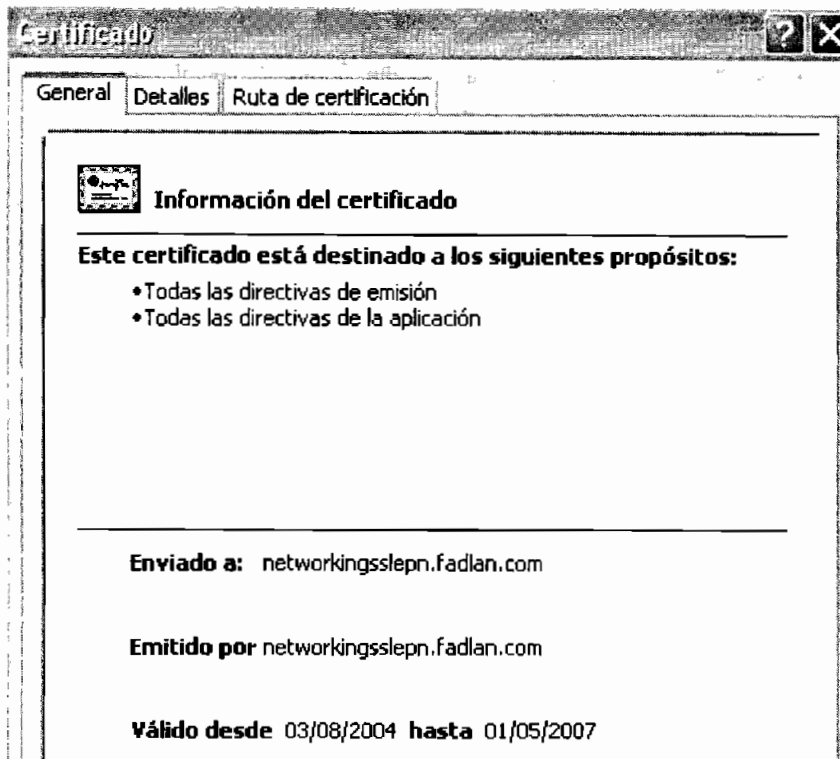 Certificado
General Detalles Ruta de certificación
Información del certificado
Este certificado está destinado a los siguientes propósitos:
•Todas las directivas de emisión
•Todas las directivas de la aplicación
Enviado a: networkingsslepn.fadlan.com
Emitido por networkingsslepn.fadlan.com
Válido desde 03/08/2004 hasta 01/05/2007